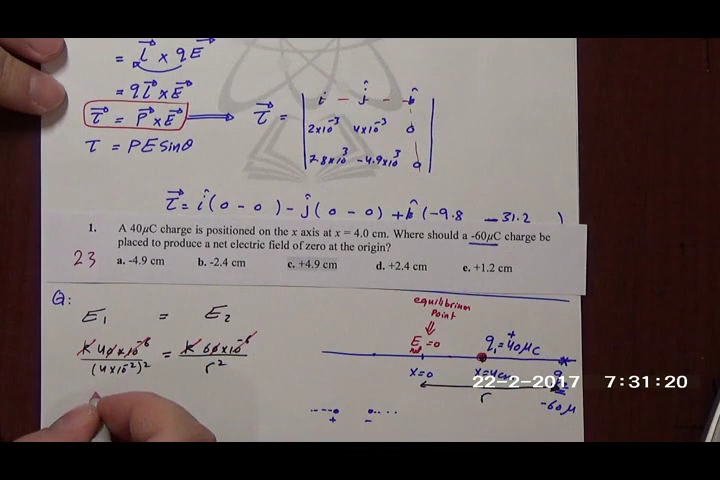 = L⃗ × qE⃗
= qL⃗ × E⃗
τ⃗ = P⃗ × E⃗
τ = PE Sinθ
τ⃗ =
i - ĵ - k̂
2×10⁻³ 4×10⁻³ 0
78×10³ -4.9×10³ 0
τ⃗ = î(0 - 0) - ĵ(0 - 0) + k̂(-9.8 - 31.2 )
1. A 40μC charge is positioned on the x axis at x = 4.0 cm. Where should a -60μC charge be
placed to produce a net electric field of zero at the origin?
23
a. -4.9 cm b. -2.4 cm c. +4.9 cm d. +2.4 cm e. +1.2 cm
Q:
E₁ = E₂
k 40×10⁻⁶ / (4×10⁻²)² = k 60×10⁻⁶ / r²
equilibrium
Point
E =0
q₁ = +40μC
x=0 x=4cm
r
-60μ
+ -
22-2-2017 7:31:20